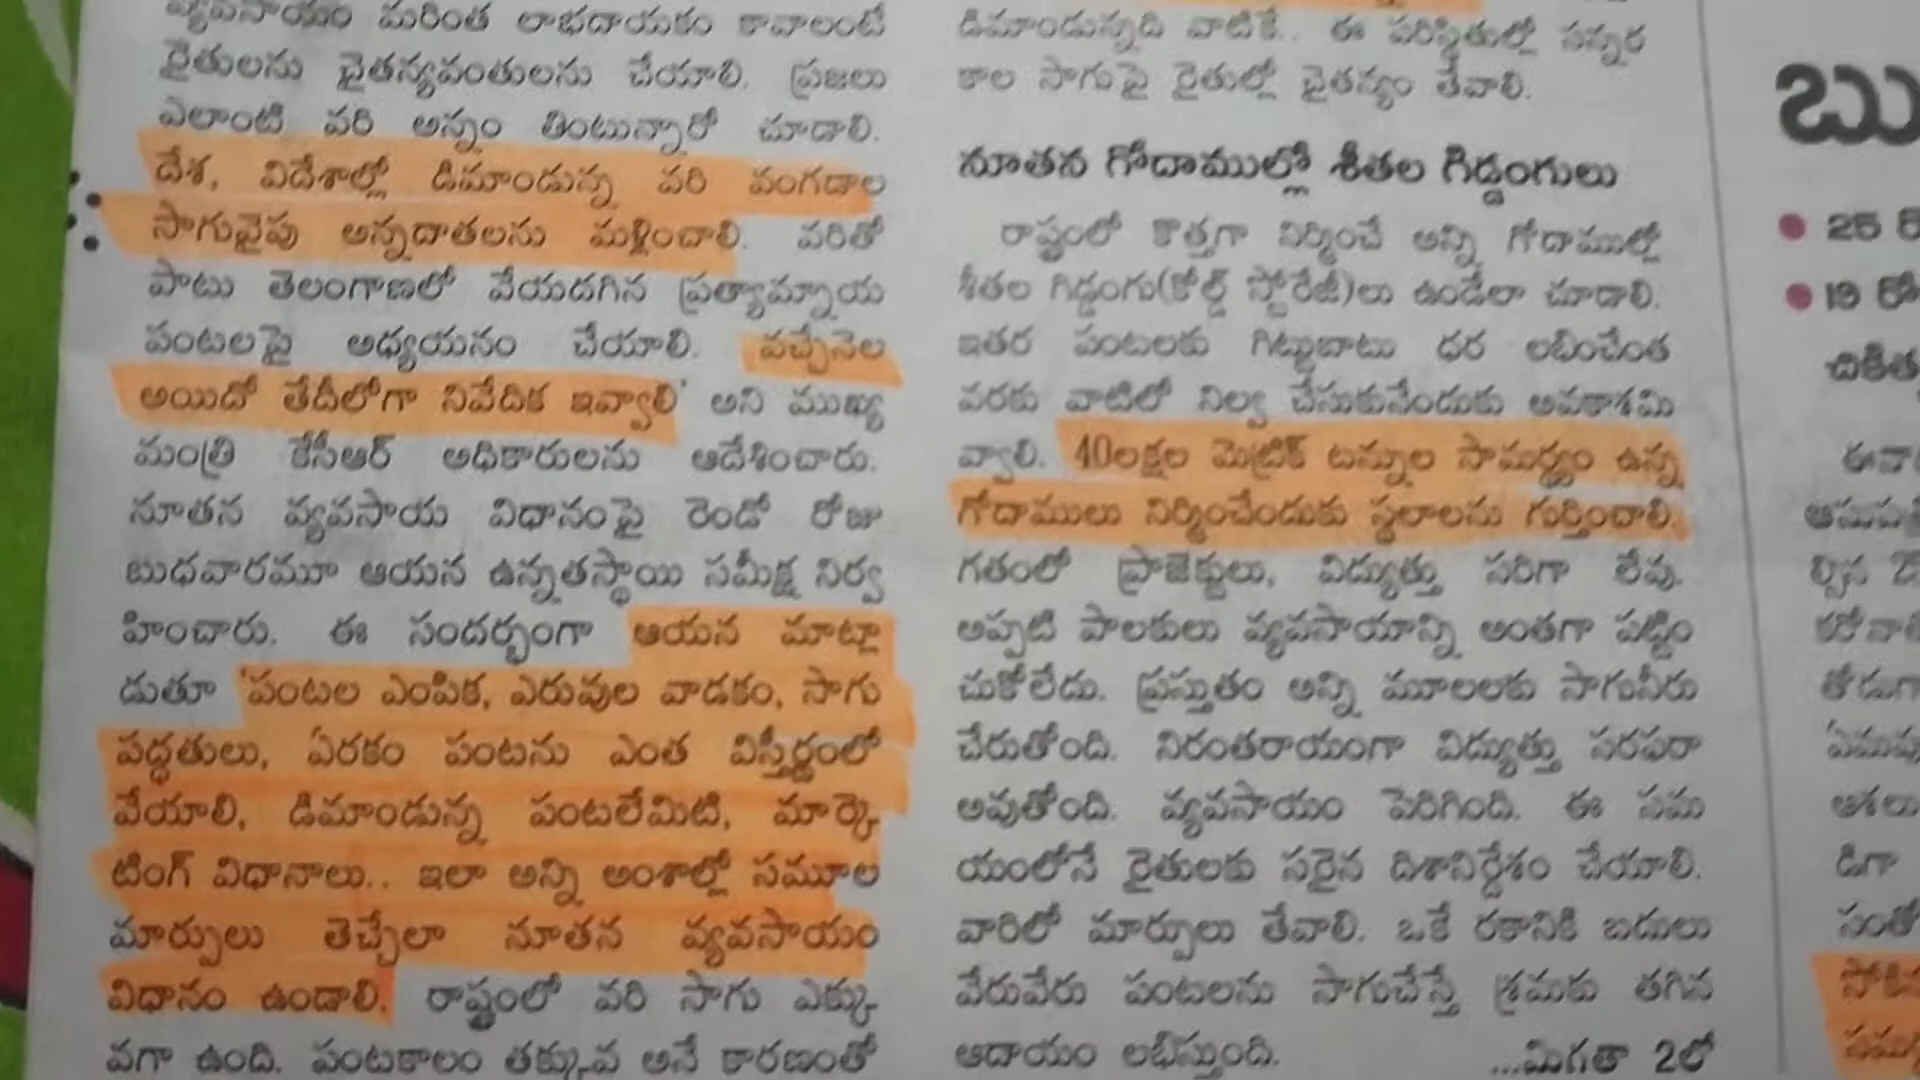 వ్యవసాయం మరింత లాభదాయకం కావాలంటే
రైతులను చైతన్యవంతులను చేయాలి. ప్రజలు
ఎలాంటి వరి అన్నం తింటున్నారో చూడాలి.
దేశ, విదేశాల్లో డిమాండున్న వరి వంగడాల
సాగువైపు అన్నదాతలను మళ్లించాలి. వరితో
పాటు తెలంగాణలో వేయదగిన ప్రత్యామ్నాయ
పంటలపై అధ్యయనం చేయాలి. వచ్చేనెల
అయిదో తేదీలోగా నివేదిక ఇవ్వాలి' అని ముఖ్య
మంత్రి కేసీఆర్ అధికారులను ఆదేశించారు.
నూతన వ్యవసాయ విధానంపై రెండో రోజు
బుధవారమూ ఆయన ఉన్నతస్థాయి సమీక్ష నిర్వ
హించారు. ఈ సందర్భంగా ఆయన మాట్లా
డుతూ 'పంటల ఎంపిక, ఎరువుల వాడకం, సాగు
పద్ధతులు, ఏరకం పంటను ఎంత విస్తీర్ణంలో
వేయాలి, డిమాండున్న పంటలేమిటి, మార్కె
టింగ్ విధానాలు.. ఇలా అన్ని అంశాల్లో సమూల
మార్పులు తెచ్చేలా నూతన వ్యవసాయం
విధానం ఉండాలి. రాష్ట్రంలో వరి సాగు ఎక్కు
వగా ఉంది. పంటకాలం తక్కువ అనే కారణంతో
డిమాండున్నది వాటికే.. ఈ పరిస్థితుల్లో సన్నర
కాల సాగుపై రైతుల్లో చైతన్యం తేవాలి.
నూతన గోదాముల్లో శీతల గిడ్డంగులు
రాష్ట్రంలో కొత్తగా నిర్మించే అన్ని గోదాముల్లో
శీతల గిడ్డంగు(కోల్డ్ స్టోరేజీ)లు ఉండేలా చూడాలి.
ఇతర పంటలకు గిట్టుబాటు ధర లభించేంత
వరకు వాటిలో నిల్వ చేసుకునేందుకు అవకాశమి
వ్వాలి. 40లక్షల మెట్రిక్ టన్నుల సామర్థ్యం ఉన్న
గోదాములు నిర్మించేందుకు స్థలాలను గుర్తించాలి.
గతంలో ప్రాజెక్టులు, విద్యుత్తు సరిగా లేవు.
అప్పటి పాలకులు వ్యవసాయాన్ని అంతగా పట్టిం
చుకోలేదు. ప్రస్తుతం అన్ని మూలలకు సాగునీరు
చేరుతోంది. నిరంతరాయంగా విద్యుత్తు సరఫరా
అవుతోంది. వ్యవసాయం పెరిగింది. ఈ సమ
యంలోనే రైతులకు సరైన దిశానిర్దేశం చేయాలి.
వారిలో మార్పులు తేవాలి. ఒకే రకానికి బదులు
వేరువేరు పంటలను సాగుచేస్తే శ్రమకు తగిన
ఆదాయం లభిస్తుంది. ...మిగతా 2లో
బు
25
19